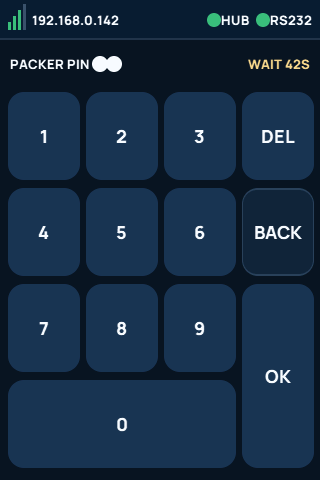 192.168.0.142 HUB RS232
PACKER PIN WAIT 42S
1 2 3 DEL
4 5 6 BACK
7 8 9
OK
0